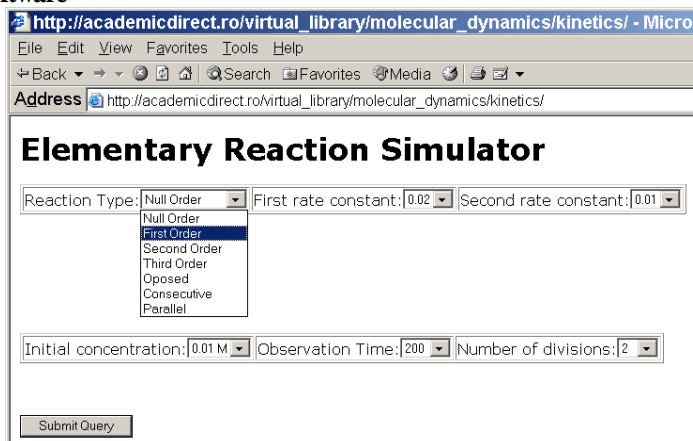 http://academicdirect.ro/virtual_library/molecular_dynamics/kinetics/ - Micro
File Edit View Favorites Tools Help
Back Search Favorites Media
Address http://academicdirect.ro/virtual_library/molecular_dynamics/kinetics/
Elementary Reaction Simulator
Reaction Type: Null Order First rate constant: 0.02 Second rate constant: 0.01
Null Order
First Order
Second Order
Third Order
Oposed
Consecutive
Parallel
Initial concentration: 0.01 M Observation Time: 200 Number of divisions: 2
Submit Query